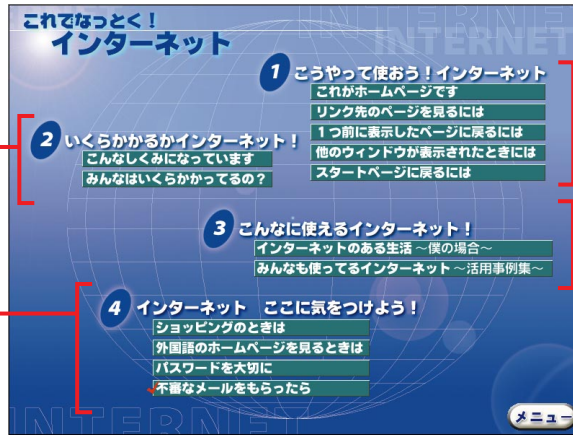 これでなっとく!
インターネット
INTERNET
INTERNET
1 こうやって使おう!インターネット
これがホームページです
リンク先のページを見るには
1つ前に表示したページに戻るには
他のウィンドウが表示されたときには
スタートページに戻るには
2 いくらかかるかインターネット!
こんなしくみになっています
みんなはいくらかかってるの?
3 こんなに使えるインターネット!
インターネットのある生活 ~僕の場合~
みんなも使ってるインターネット ~活用事例集~
4 インターネット ここに気をつけよう!
ショッピングのときは
外国語のホームページを見るときは
パスワードを大切に
不審なメールをもらったら
INTERNET
メニュー